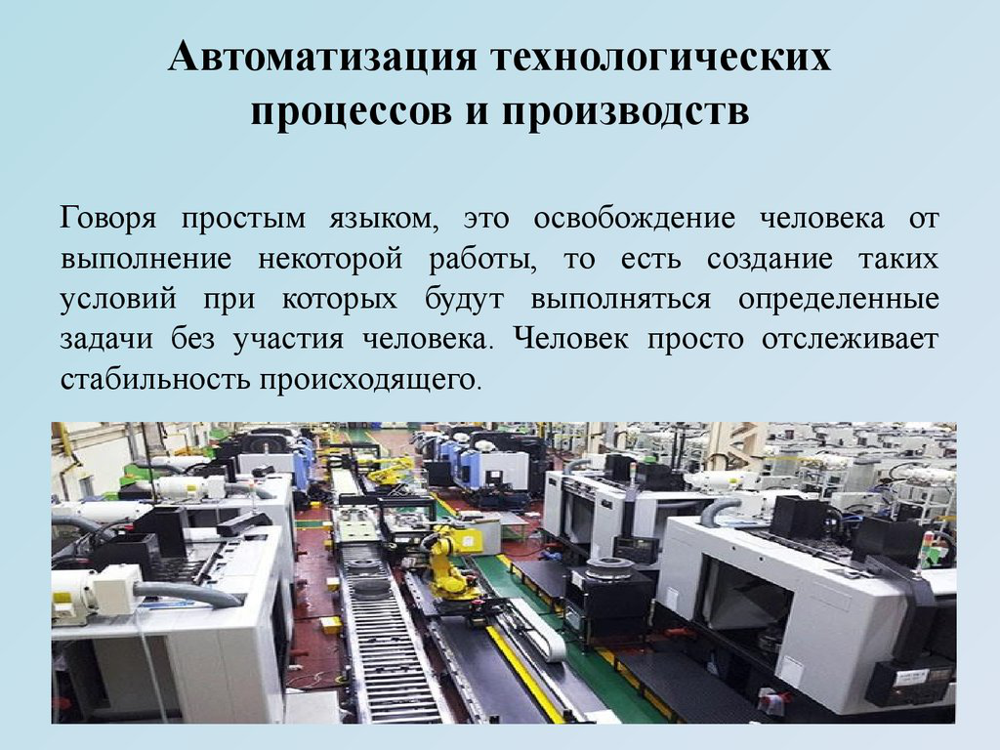 Автоматизация технологических
процессов и производств
Говоря простым языком, это освобождение человека от
выполнение некоторой работы, то есть создание таких
условий при которых будут выполняться определенные
задачи без участия человека. Человек просто отслеживает
стабильность происходящего.